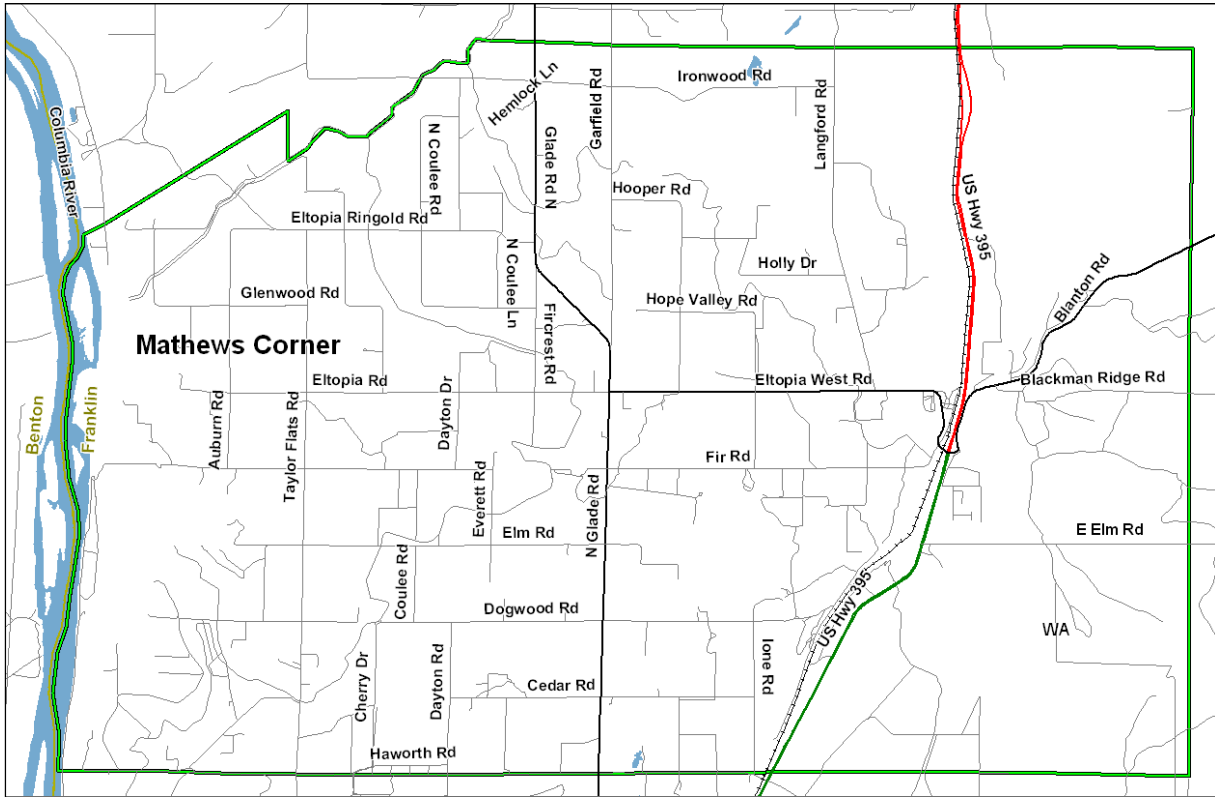 Ironwood Rd
Hemlock Ln
Garfield Rd
Langford Rd
Columbia River
N Coulee Rd
Glade Rd N
Hooper Rd
US Hwy 395
Eltopia Ringold Rd
N Coulee Ln
Holly Dr
Blanton Rd
Glenwood Rd
Hope Valley Rd
Fircrest Rd
Mathews Corner
Eltopia Rd
Eltopia West Rd
Blackman Ridge Rd
Dayton Dr
Auburn Rd
Taylor Flats Rd
Benton
Franklin
Fir Rd
Everett Rd
N Glade Rd
Elm Rd
E Elm Rd
Coulee Rd
Dogwood Rd
US Hwy 395
WA
Ione Rd
Cherry Dr
Dayton Rd
Cedar Rd
Haworth Rd